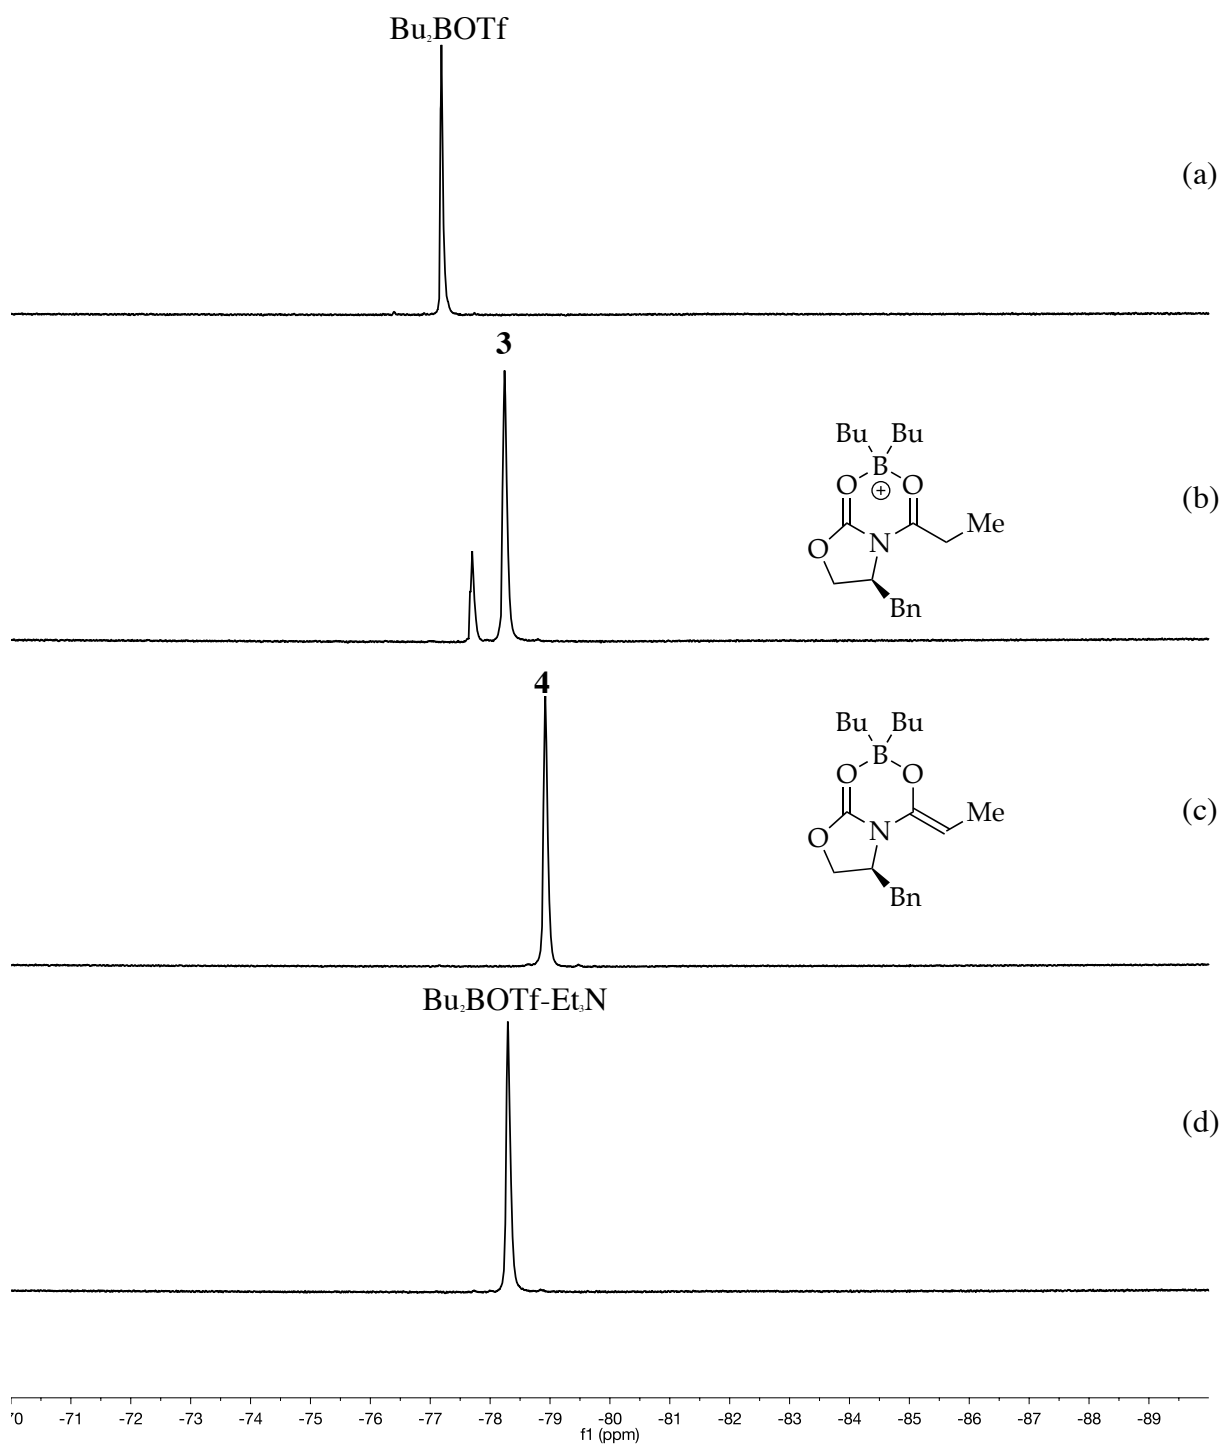 Bu₂BOTf
(a)
3
Bu Bu
B
O ⊕ O
(b)
Me
O N
Bn
4
Bu Bu
B
O O
(c)
Me
O N
Bn
Bu₂BOTf-Et₃N
(d)
70 -71 -72 -73 -74 -75 -76 -77 -78 -79 -80 -81 -82 -83 -84 -85 -86 -87 -88 -89
f1 (ppm)